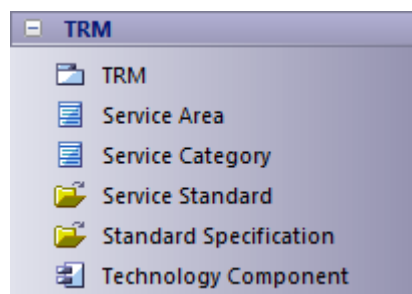 TRM
TRM
Service Area
Service Category
Service Standard
Standard Specification
Technology Component